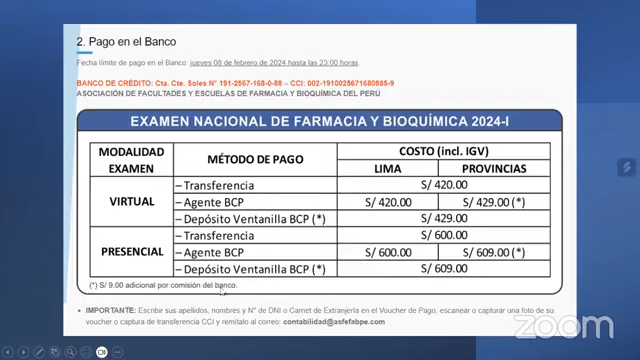 2. Pago en el Banco
Fecha límite de pago en el Banco: jueves 08 de febrero de 2024 hasta las 23:00 horas.
BANCO DE CRÉDITO: Cta. Cte. Soles N° 191-2567-168-0-88 – CCI: 002-1910025671680885-9
ASOCIACIÓN DE FACULTADES Y ESCUELAS DE FARMACIA Y BIOQUÍMICA DEL PERÚ
EXAMEN NACIONAL DE FARMACIA Y BIOQUÍMICA 2024-I
MODALIDAD EXAMEN MÉTODO DE PAGO COSTO (incl. IGV)
LIMA PROVINCIAS
VIRTUAL – Transferencia S/ 420.00
– Agente BCP S/ 420.00 S/ 429.00 (*)
– Depósito Ventanilla BCP (*) S/ 429.00
PRESENCIAL – Transferencia S/ 600.00
– Agente BCP S/ 600.00 S/ 609.00 (*)
– Depósito Ventanilla BCP (*) S/ 609.00
(*) S/ 9.00 adicional por comisión del banco.
• IMPORTANTE: Escribir sus apellidos, nombres y N° de DNI o Carnet de Extranjería en el Voucher de Pago, escanear o capturar una foto de su
voucher o captura de transferencia CCI y remítalo al correo: contabilidad@asfefabpe.com
zoom